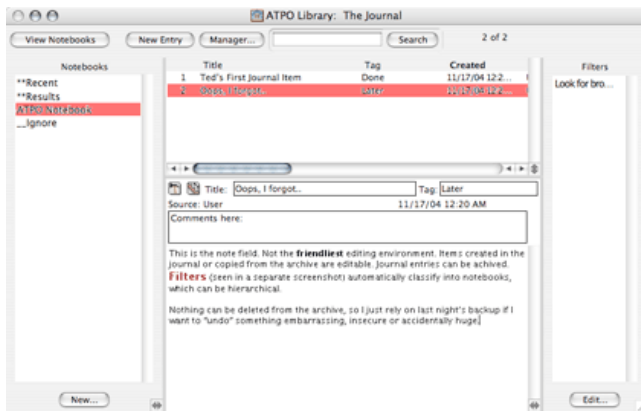 ATPO Library: The Journal
View Notebooks New Entry Manager... Search 2 of 2
Notebooks
**Recent
**Results
ATPO Notebook
__Ignore
New...
Title Tag Created
1 Ted's First Journal Item Done 11/17/04 12:2...
2 Oops, I forgot.. Later 11/17/04 12:2...
Title: Oops, I forgot.. Tag: Later
Source: User 11/17/04 12:20 AM
Comments here:
This is the note field. Not the friendliest editing environment. Items created in the
journal or copied from the archive are editable. Journal entries can be achived.
Filters (seen in a separate screenshot) automatically classify into notebooks,
which can be hierarchical.
Nothing can be deleted from the archive, so I just rely on last night's backup if I
want to "undo" something embarrassing, insecure or accidentally huge.
Filters
Look for bro...
Edit...